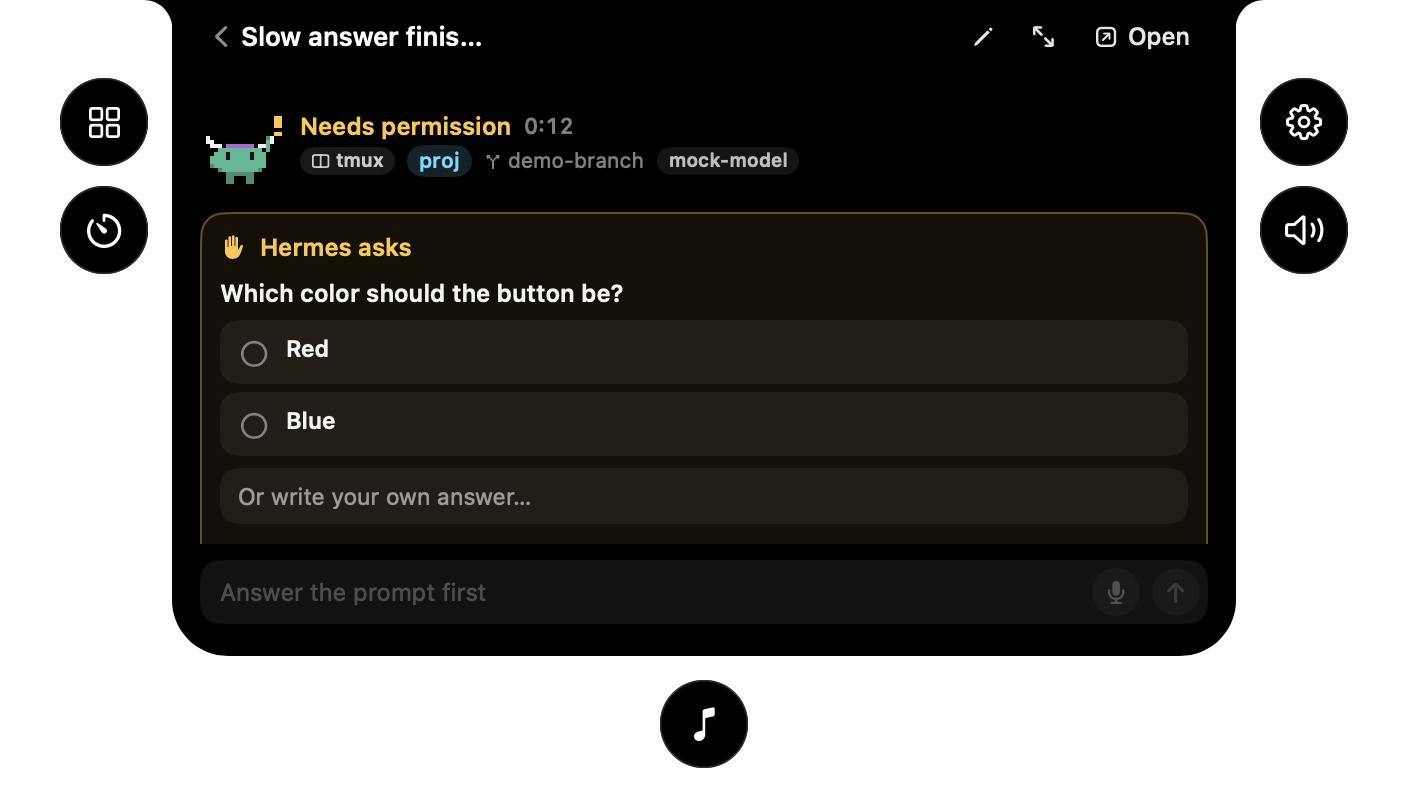 Slow answer finis...
Open
Needs permission 0:12
tmux proj demo-branch mock-model
Hermes asks
Which color should the button be?
Red
Blue
Or write your own answer...
Answer the prompt first